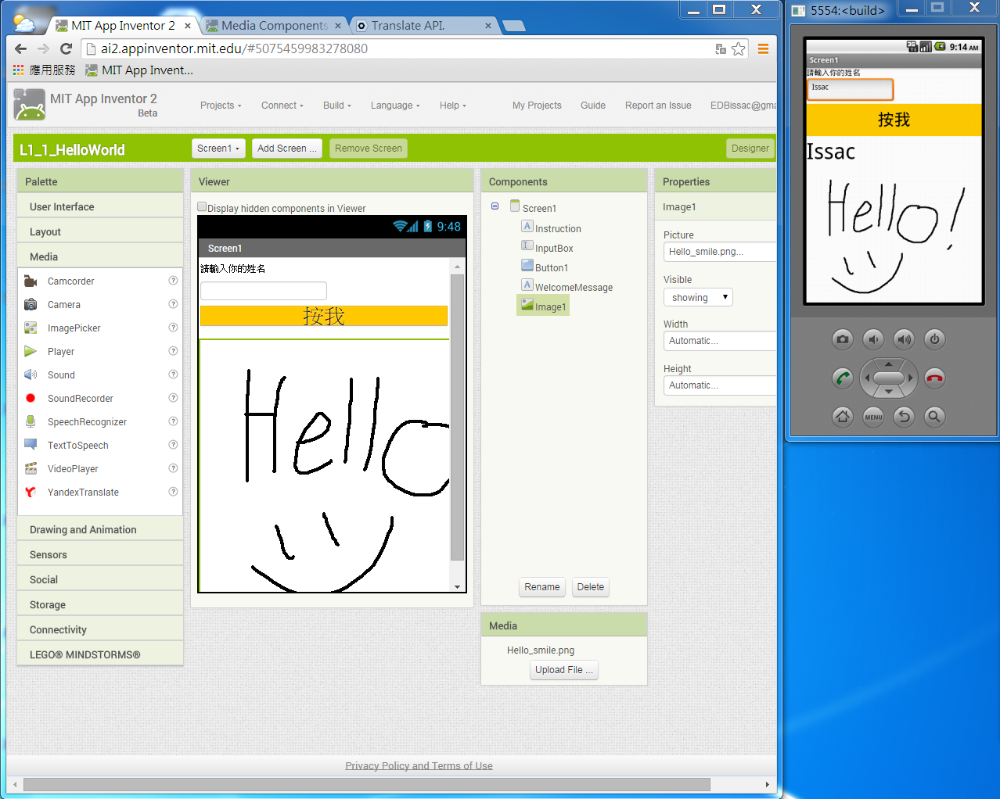 MIT App Inventor 2
Media Components
Translate API.
5554:<build>
ai2.appinventor.mit.edu/#5075459983278080
應用服務
MIT App Invent...
MIT App Inventor 2
Beta
Projects
Connect
Build
Language
Help
My Projects
Guide
Report an Issue
EDBissac@gma
L1_1_HelloWorld
Screen1
Add Screen ...
Remove Screen
Designer
Palette
User Interface
Layout
Media
Camcorder
Camera
ImagePicker
Player
Sound
SoundRecorder
SpeechRecognizer
TextToSpeech
VideoPlayer
YandexTranslate
Drawing and Animation
Sensors
Social
Storage
Connectivity
LEGO® MINDSTORMS®
Viewer
Display hidden components in Viewer
9:48
Screen1
請輸入你的姓名
按我
Hello
Components
Screen1
Instruction
InputBox
Button1
WelcomeMessage
Image1
Rename
Delete
Media
Hello_smile.png
Upload File ...
Properties
Image1
Picture
Hello_smile.png...
Visible
showing
Width
Automatic...
Height
Automatic...
Privacy Policy and Terms of Use
3G
9:14 AM
Screen1
請輸入你的姓名
Issac
按我
Issac
Hello!
MENU